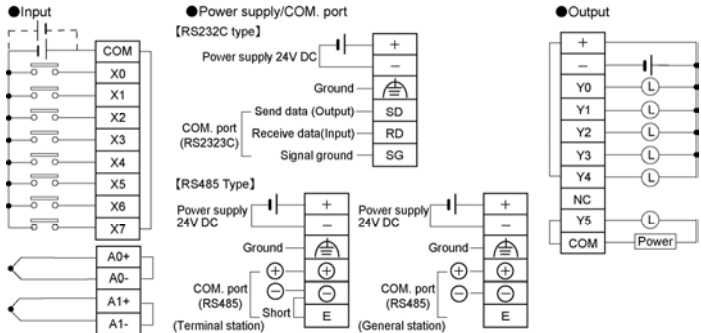 ●Input
COM
X0
X1
X2
X3
X4
X5
X6
X7
A0+
A0-
A1+
A1-
●Power supply/COM. port
【RS232C type】
Power supply 24V DC
+
−
Ground
Send data (Output) SD
COM. port
(RS2323C)
Receive data(Input) RD
Signal ground SG
【RS485 Type】
Power supply
24V DC
+
−
Ground
+ +
− −
COM. port
(RS485)
Short
E
(Terminal station)
Power supply
24V DC
+
−
Ground
+ +
− −
COM. port
(RS485)
E
(General station)
●Output
+
−
Y0 L
Y1 L
Y2 L
Y3 L
Y4 L
NC
Y5 L
COM Power